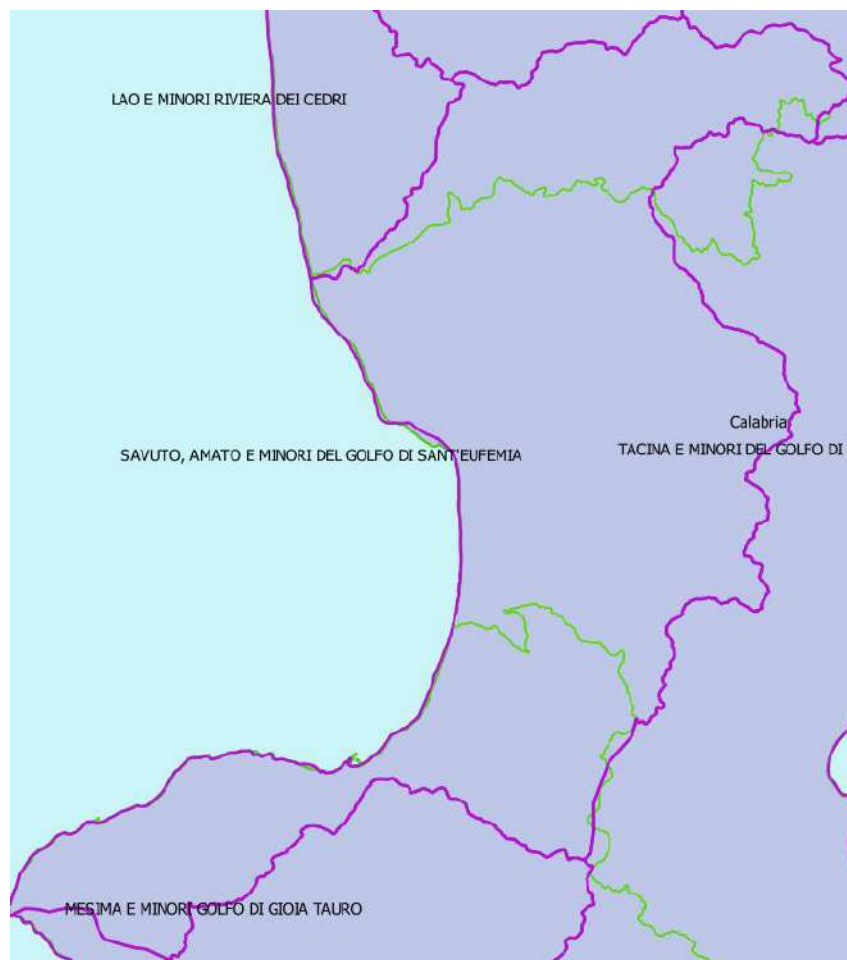 LAO E MINORI RIVIERA DEI CEDRI
Calabria
SAVUTO, AMATO E MINORI DEL GOLFO DI SANT'EUFEMIA
TACINA E MINORI DEL GOLFO DI
MESIMA E MINORI GOLFO DI GIOIA TAURO